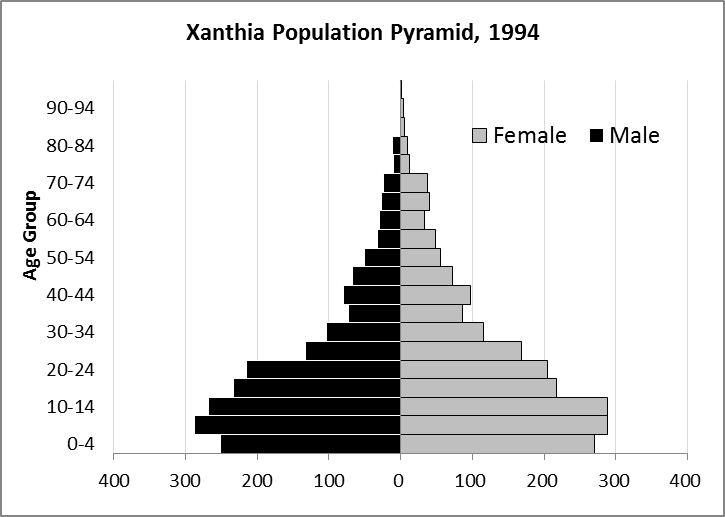 Xanthia Population Pyramid, 1994
Age Group
90-94
80-84
70-74
60-64
50-54
40-44
30-34
20-24
10-14
0-4
Female Male
400 300 200 100 0 100 200 300 400